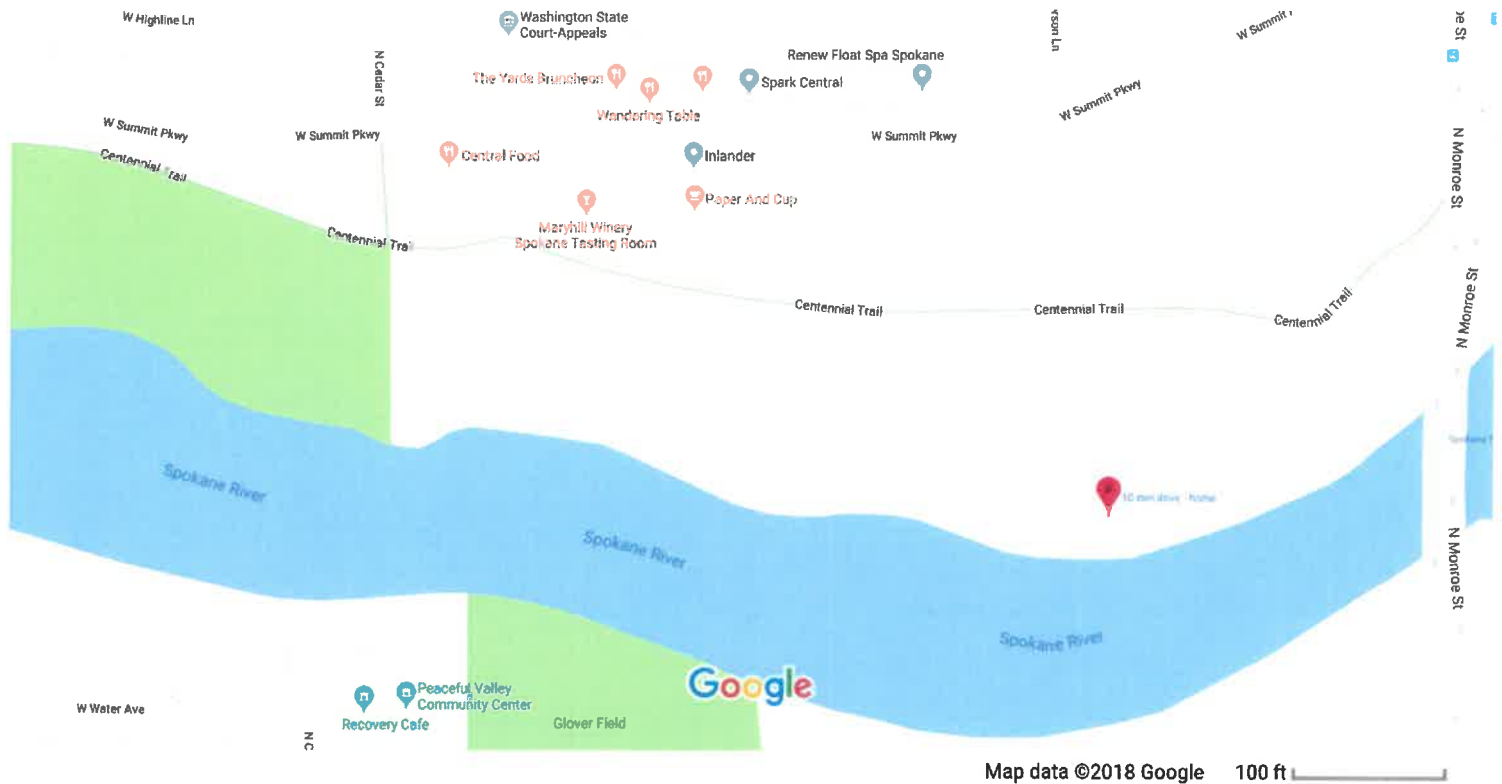 W Highline Ln
Washington State
Court-Appeals
N Cedar St
Renew Float Spa Spokane
W Summit
The Yards Bruncheon
Spark Central
Wandering Table
W Summit Pkwy
W Summit Pkwy
W Summit Pkwy
W Summit Pkwy
N Monroe St
Centennial Trail
Central Food
Inlander
Paper And Cup
Maryhill Winery
Spokane Tasting Room
Centennial Trail
Centennial Trail
Centennial Trail
Centennial Trail
N Monroe St
Spokane River
10 min drive - home
Spokane River
N Monroe St
Spokane River
Google
Peaceful Valley
Community Center
Recovery Cafe
W Water Ave
N C
Glover Field
Map data ©2018 Google 100 ft